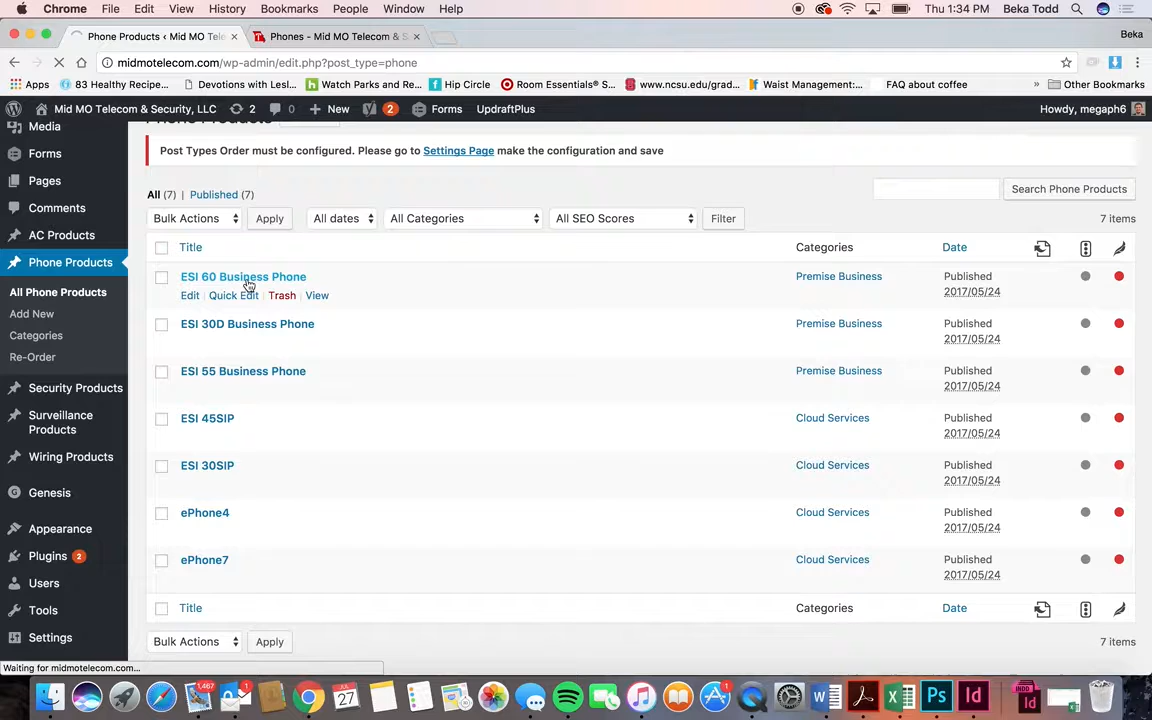 Chrome File Edit View History Bookmarks People Window Help Thu 1:34 PM Beka Todd
Phone Products ‹ Mid MO Tele × Phones - Mid MO Telecom & S × Beka
midmotelecom.com/wp-admin/edit.php?post_type=phone
Apps 83 Healthy Recipe... Devotions with Lesl... Watch Parks and Re... Hip Circle Room Essentials® S... www.ncsu.edu/grad... Waist Management:... FAQ about coffee » Other Bookmarks
Mid MO Telecom & Security, LLC 2 0 New 2 Forms UpdraftPlus Howdy, megaph6
Media
Forms
Pages
Comments
AC Products
Phone Products
All Phone Products
Add New
Categories
Re-Order
Security Products
Surveillance
Products
Wiring Products
Genesis
Appearance
Plugins 2
Users
Tools
Settings
Phone Products
Post Types Order must be configured. Please go to Settings Page make the configuration and save
All (7) | Published (7)
Search Phone Products
Bulk Actions Apply All dates All Categories All SEO Scores Filter 7 items
Title Categories Date
ESI 60 Business Phone Premise Business Published
Edit | Quick Edit | Trash | View 2017/05/24
ESI 30D Business Phone Premise Business Published
2017/05/24
ESI 55 Business Phone Premise Business Published
2017/05/24
ESI 45SIP Cloud Services Published
2017/05/24
ESI 30SIP Cloud Services Published
2017/05/24
ePhone4 Cloud Services Published
2017/05/24
ePhone7 Cloud Services Published
2017/05/24
Title Categories Date
Bulk Actions Apply 7 items
Waiting for midmotelecom.com...
1,467 1 JUL 27 1 W X Ps Id INDD Id